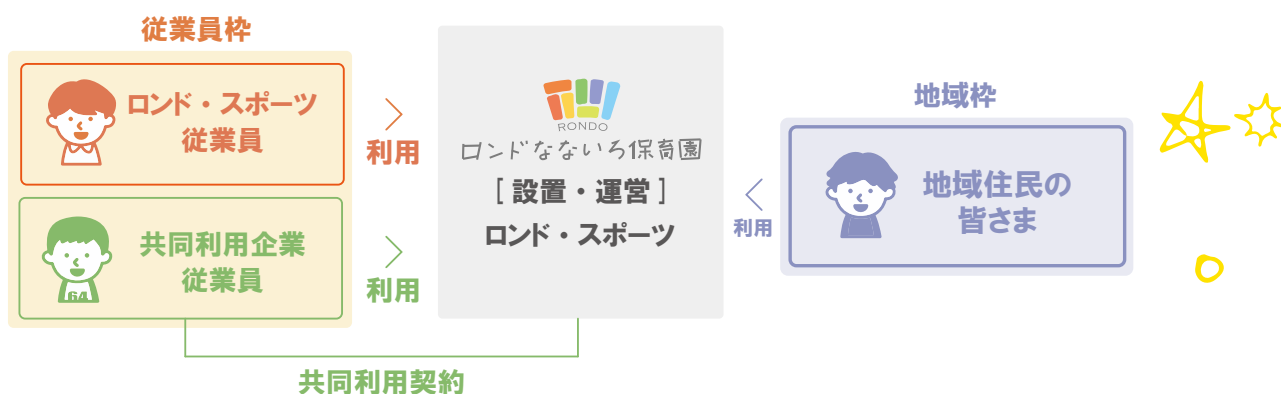 従業員枠
ロンド・スポーツ
従業員
利用
共同利用企業
従業員
64
利用
共同利用契約
RONDO
ロンドなないろ保育園
[ 設置・運営 ]
ロンド・スポーツ
地域枠
利用
地域住民の
皆さま